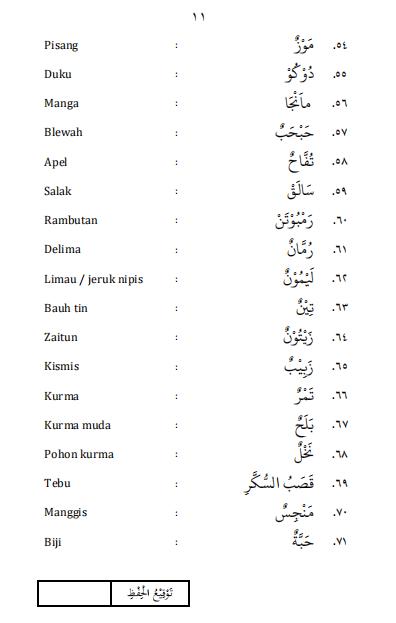 ١١
٥٤. مَوْزٌ : Pisang
٥٥. دُوْكُوْ : Duku
٥٦. مانْجَا : Manga
٥٧. حَبْحَبٌ : Blewah
٥٨. تُفَّاحٌ : Apel
٥٩. سَالَقْ : Salak
٦٠. رَمْبُوْتَنْ : Rambutan
٦١. رُمَّانٌ : Delima
٦٢. لَيْمُوْنٌ : Limau / jeruk nipis
٦٣. تِيْنٌ : Bauh tin
٦٤. زَيْتُوْنٌ : Zaitun
٦٥. زَبِيْبٌ : Kismis
٦٦. تَمْرٌ : Kurma
٦٧. بَلَحٌ : Kurma muda
٦٨. نَخْلٌ : Pohon kurma
٦٩. قَصَبُ السُّكَّرِ : Tebu
٧٠. مَنْجِسٌ : Manggis
٧١. حَبَّةٌ : Biji
تَوْقِيْعُ الْحِفْظِ